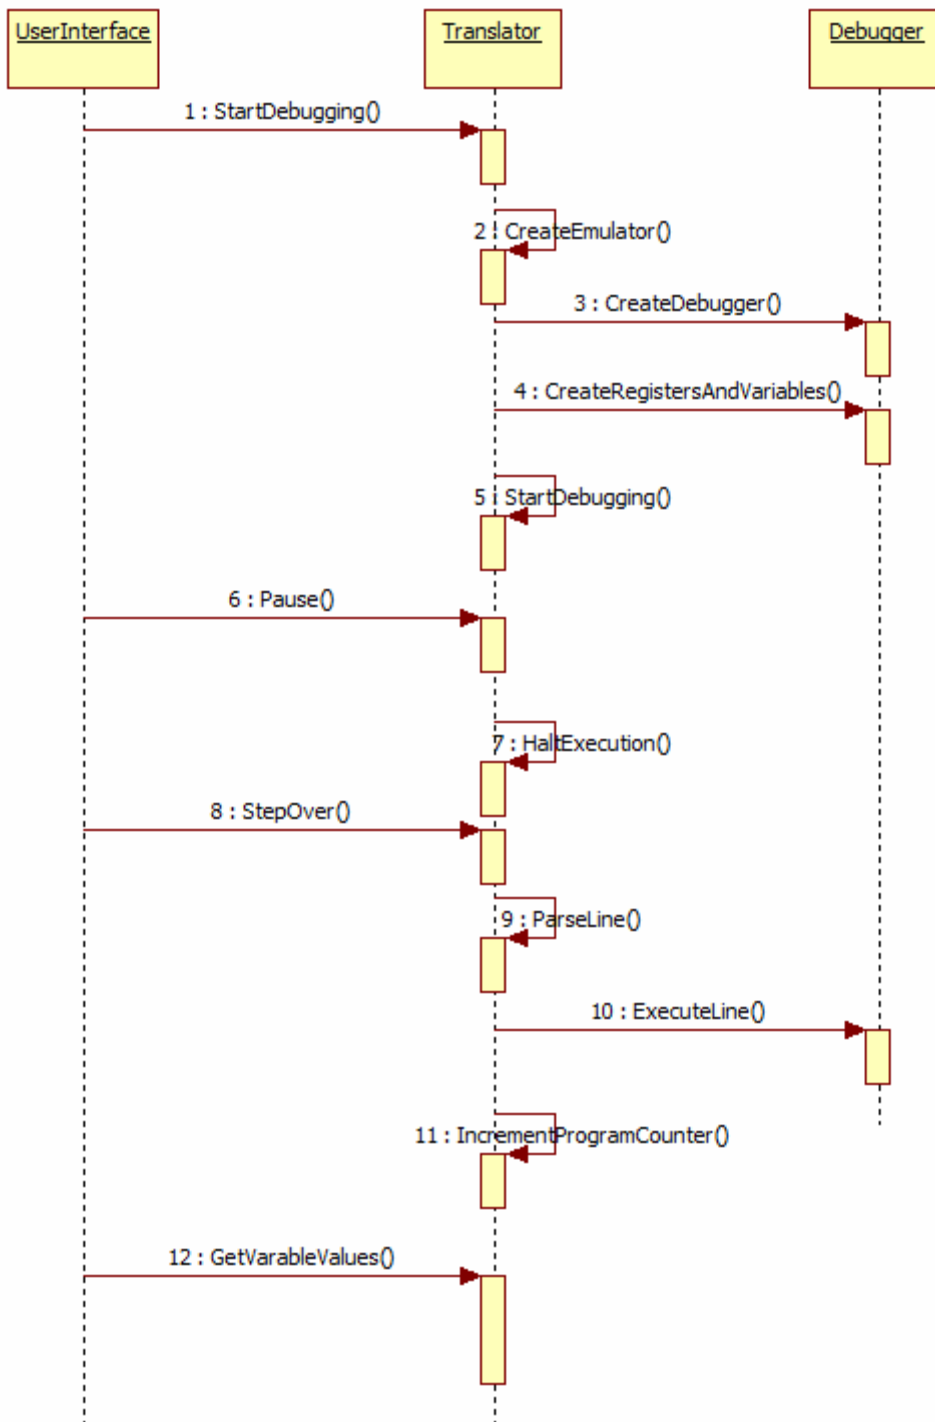 UserInterface
Translator
Debugger
1 : StartDebugging()
2 : CreateEmulator()
3 : CreateDebugger()
4 : CreateRegistersAndVariables()
5 : StartDebugging()
6 : Pause()
7 : HaltExecution()
8 : StepOver()
9 : ParseLine()
10 : ExecuteLine()
11 : IncrementProgramCounter()
12 : GetVarableValues()